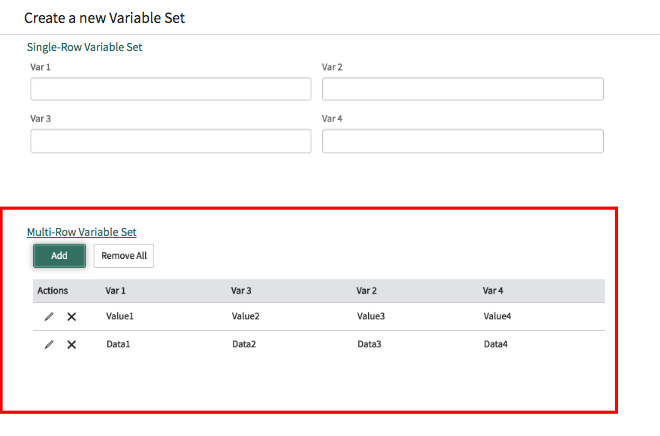 Create a new Variable Set
Single-Row Variable Set
Var 1 Var 2
Var 3 Var 4
Multi-Row Variable Set
Add Remove All
Actions Var 1 Var 3 Var 2 Var 4
Value1 Value2 Value3 Value4
Data1 Data2 Data3 Data4